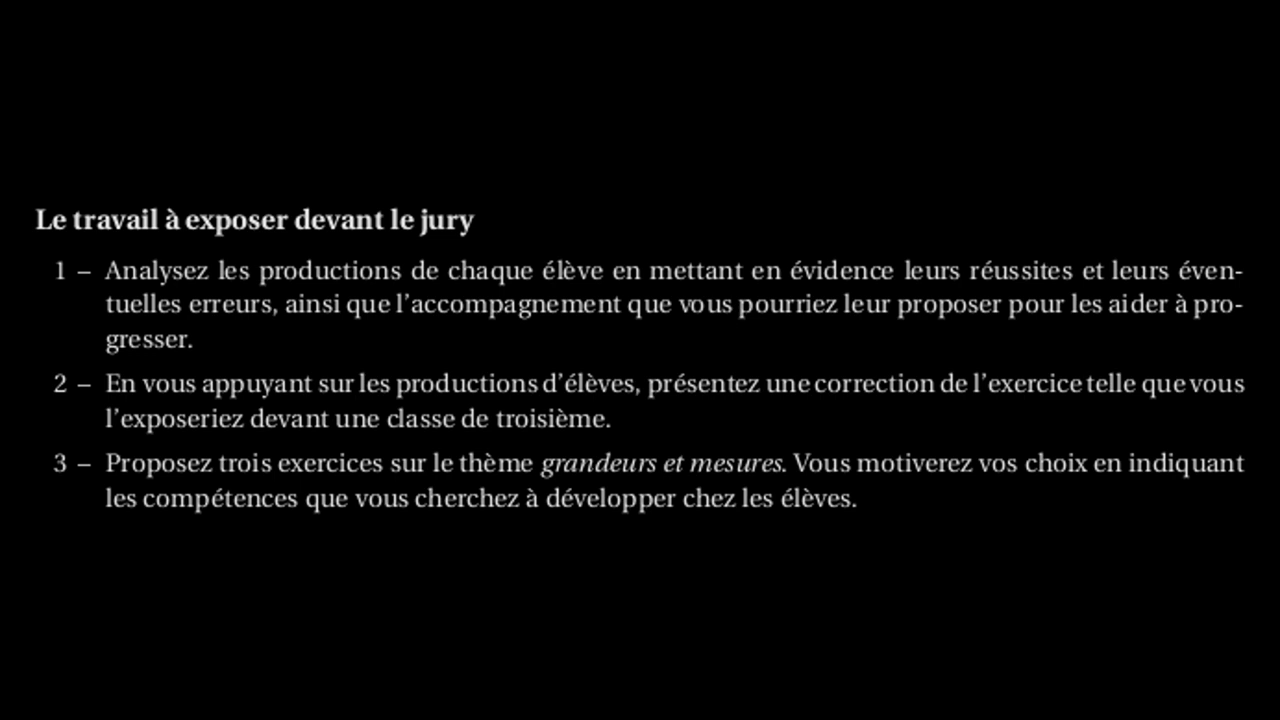 Le travail à exposer devant le jury
1 – Analysez les productions de chaque élève en mettant en évidence leurs réussites et leurs éven-
tuelles erreurs, ainsi que l’accompagnement que vous pourriez leur proposer pour les aider à pro-
gresser.
2 – En vous appuyant sur les productions d’élèves, présentez une correction de l’exercice telle que vous
l’exposeriez devant une classe de troisième.
3 – Proposez trois exercices sur le thème grandeurs et mesures. Vous motiverez vos choix en indiquant
les compétences que vous cherchez à développer chez les élèves.